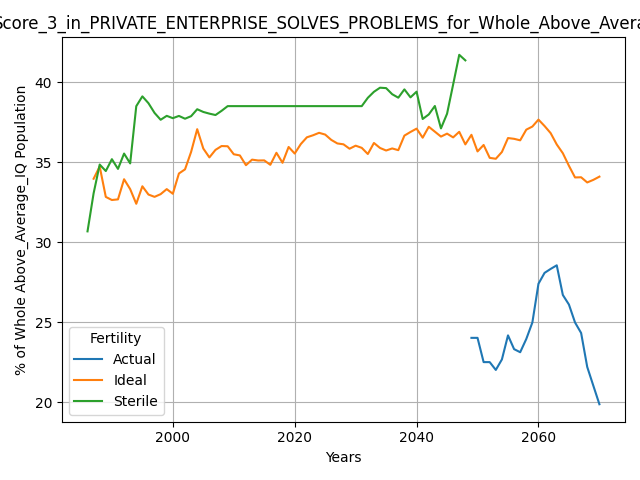 Score_3_in_PRIVATE_ENTERPRISE_SOLVES_PROBLEMS_for_Whole_Above_Avera
% of Whole Above_Average_IQ Population
40
35
30
25
20
Fertility
Actual
Ideal
Sterile
2000
2020
2040
2060
Years